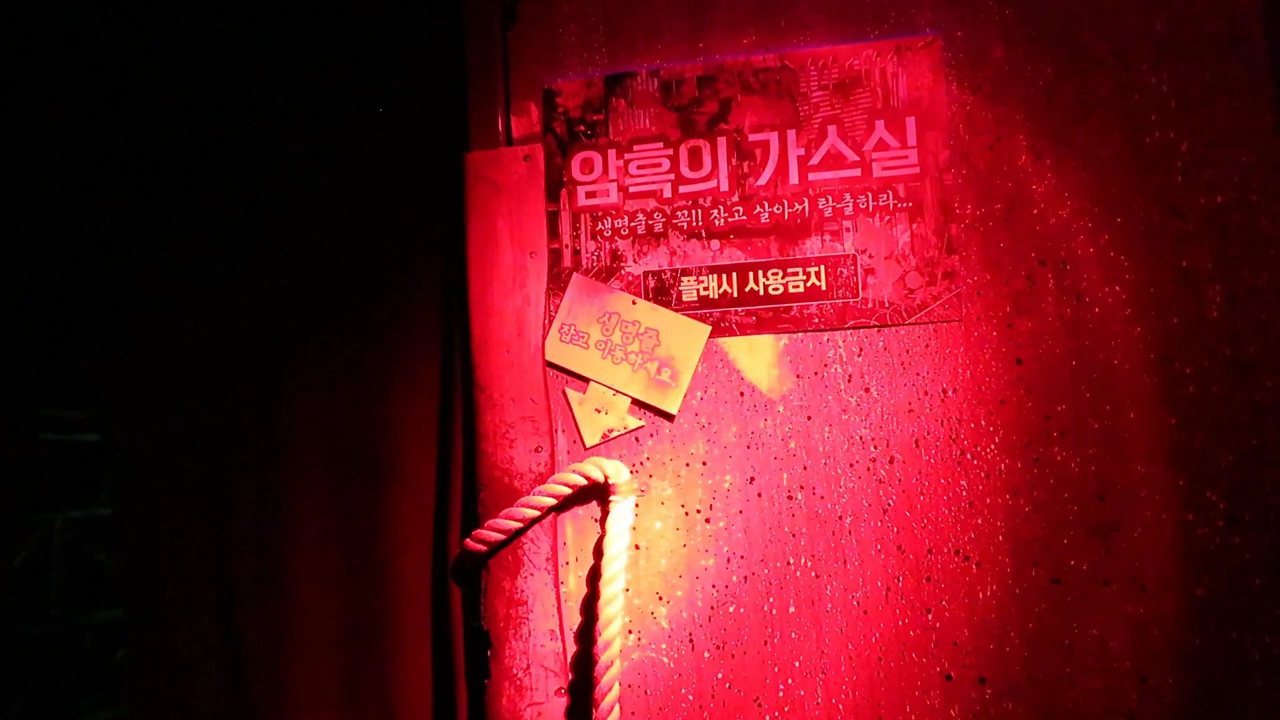 암흑의 가스실
생명줄을 꼭!! 잡고 살아서 탈출하라...
플래시 사용금지
생명줄
잡고 이동하세요.